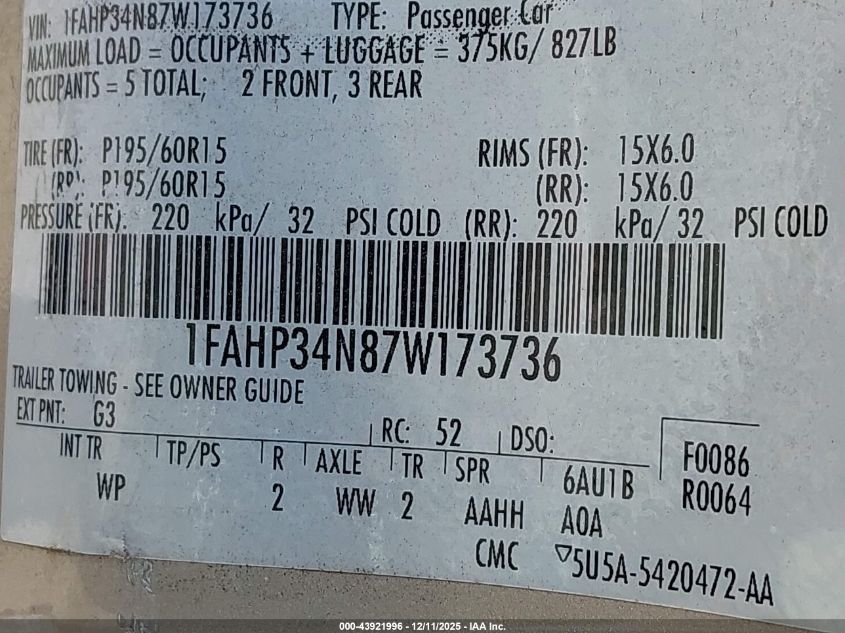 VIN: 1FAHP34N87W173736 TYPE: Passenger Car
MAXIMUM LOAD = OCCUPANTS + LUGGAGE = 375KG/ 827LB
OCCUPANTS = 5 TOTAL; 2 FRONT, 3 REAR
TIRE (FR): P195/60R15 RIMS (FR): 15X6.0
(RR): P195/60R15 (RR): 15X6.0
PRESSURE (FR): 220 kPa/ 32 PSI COLD (RR): 220 kPa/ 32 PSI COLD
1FAHP34N87W173736
TRAILER TOWING - SEE OWNER GUIDE
EXT PNT: G3 RC: 52 DSO: F0086
INT TR TP/PS R AXLE TR SPR 6AU1B R0064
WP 2 WW 2 AAHH A0A
CMC ▽5U5A-5420472-AA
000-43921996 - 12/11/2025 - IAA Inc.